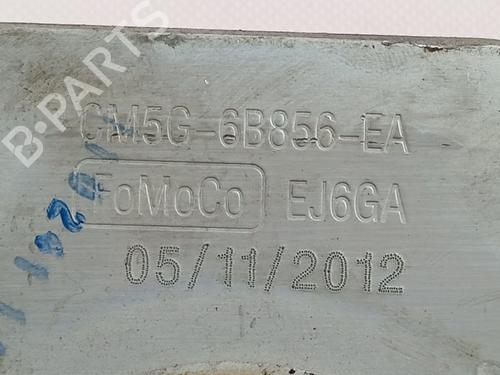 B-PARTS
CM5G-6B856-EA
FoMoCo EJ6GA
05/11/2012